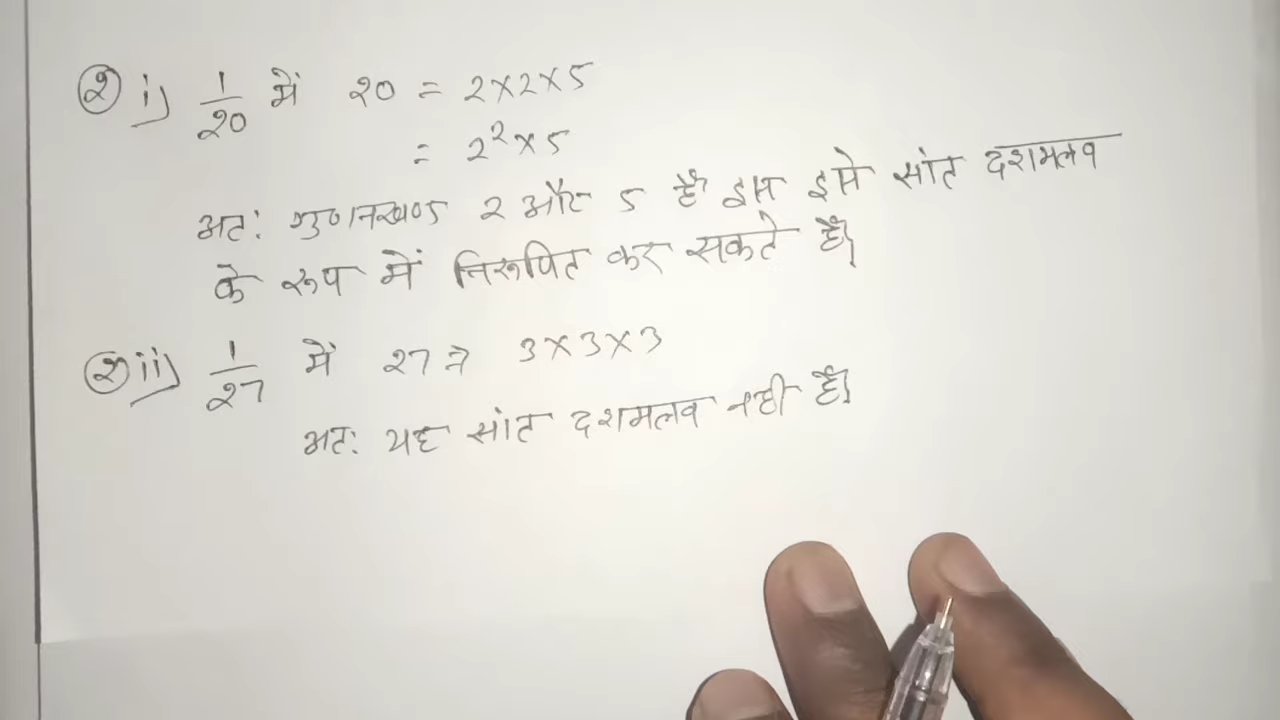 ② i) 1/20 में 20 = 2×2×5
= 2²×5
अतः गुणनखण्ड 2 और 5 हैं हम इसे सांत दशमलव
के रूप में निरूपित कर सकते हैं।
② ii) 1/27 में 27 = 3×3×3
अतः यह सांत दशमलव नही है।